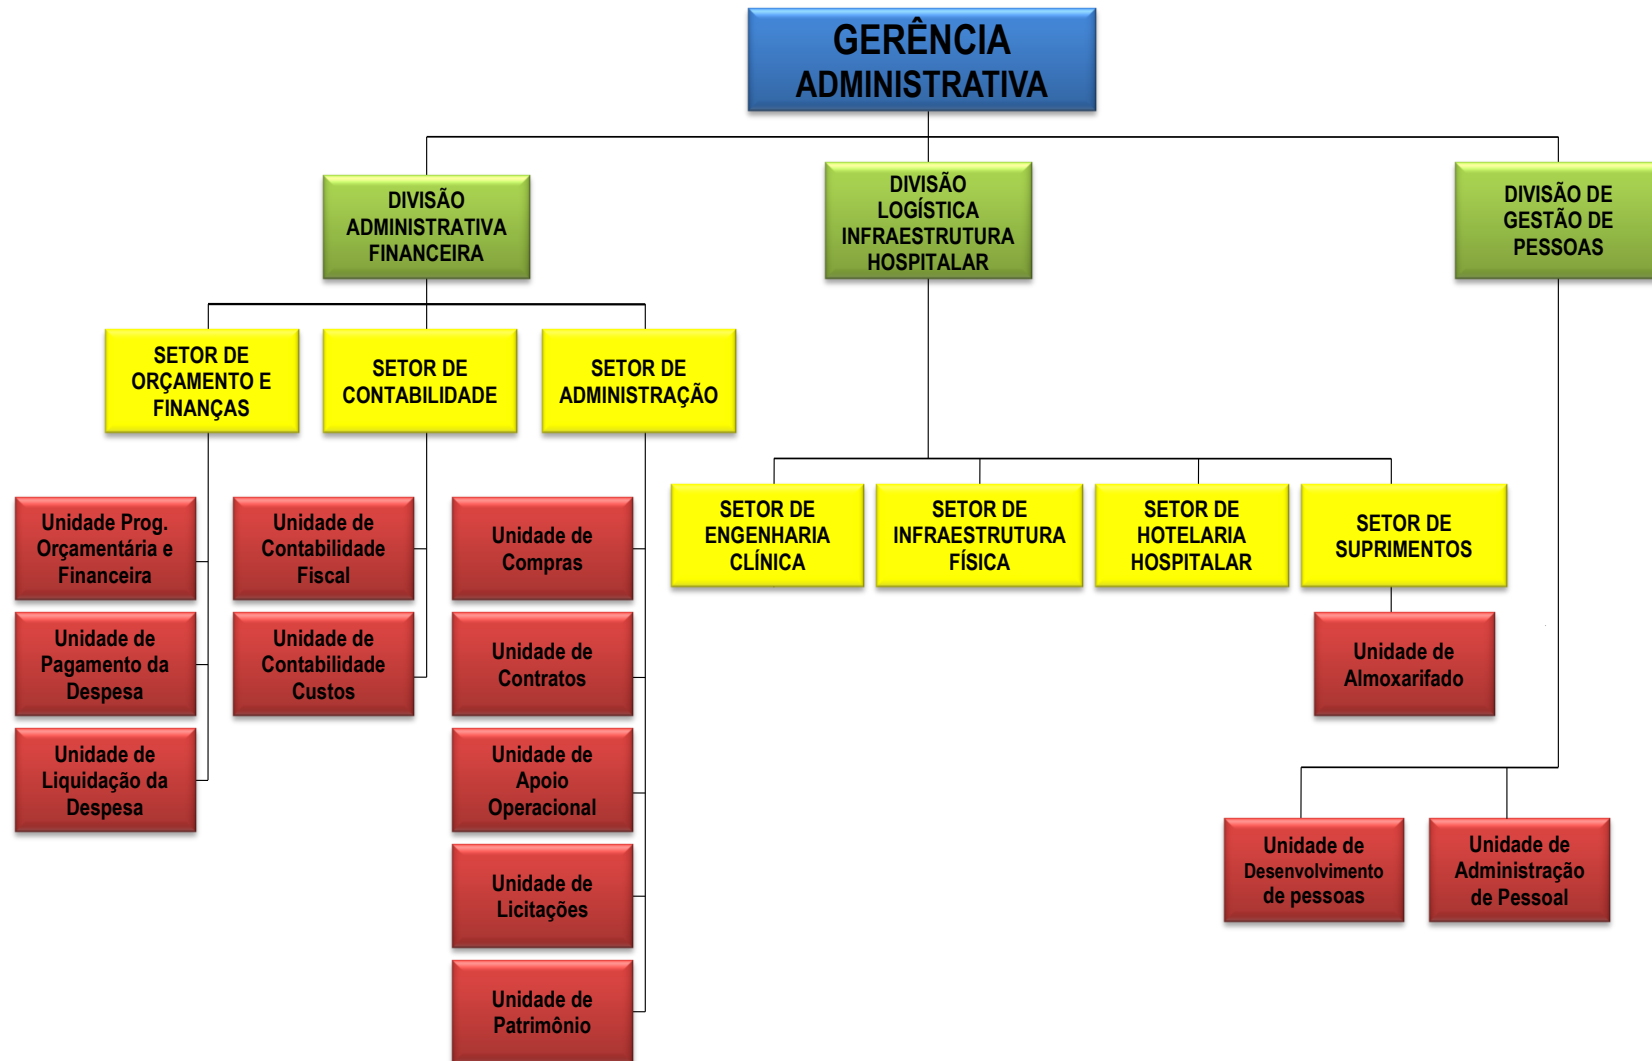 GERÊNCIA
ADMINISTRATIVA
DIVISÃO
ADMINISTRATIVA
FINANCEIRA
DIVISÃO
LOGÍSTICA
INFRAESTRUTURA
HOSPITALAR
DIVISÃO DE
GESTÃO DE
PESSOAS
SETOR DE
ORÇAMENTO E
FINANÇAS
SETOR DE
CONTABILIDADE
SETOR DE
ADMINISTRAÇÃO
SETOR DE
ENGENHARIA
CLÍNICA
SETOR DE
INFRAESTRUTURA
FÍSICA
SETOR DE
HOTELARIA
HOSPITALAR
SETOR DE
SUPRIMENTOS
Unidade Prog.
Orçamentária e
Financeira
Unidade de
Pagamento da
Despesa
Unidade de
Liquidação da
Despesa
Unidade de
Contabilidade
Fiscal
Unidade de
Contabilidade
Custos
Unidade de
Compras
Unidade de
Contratos
Unidade de
Apoio
Operacional
Unidade de
Licitações
Unidade de
Patrimônio
Unidade de
Almoxarifado
Unidade de
Desenvolvimento
de pessoas
Unidade de
Administração
de Pessoal